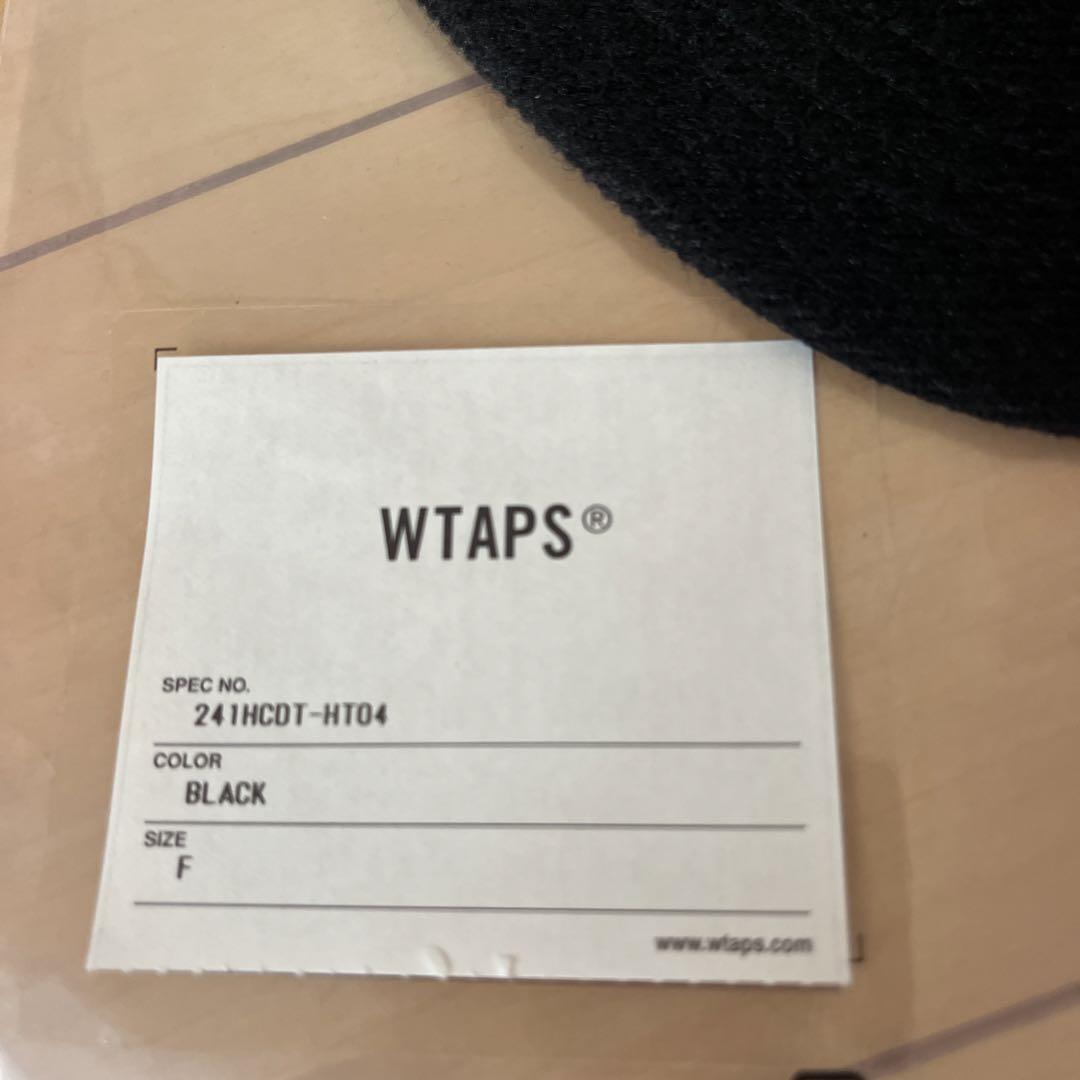 WTAPS®
SPEC NO.
241HCDT-HT04
COLOR
BLACK
SIZE
F
www.wtaps.com